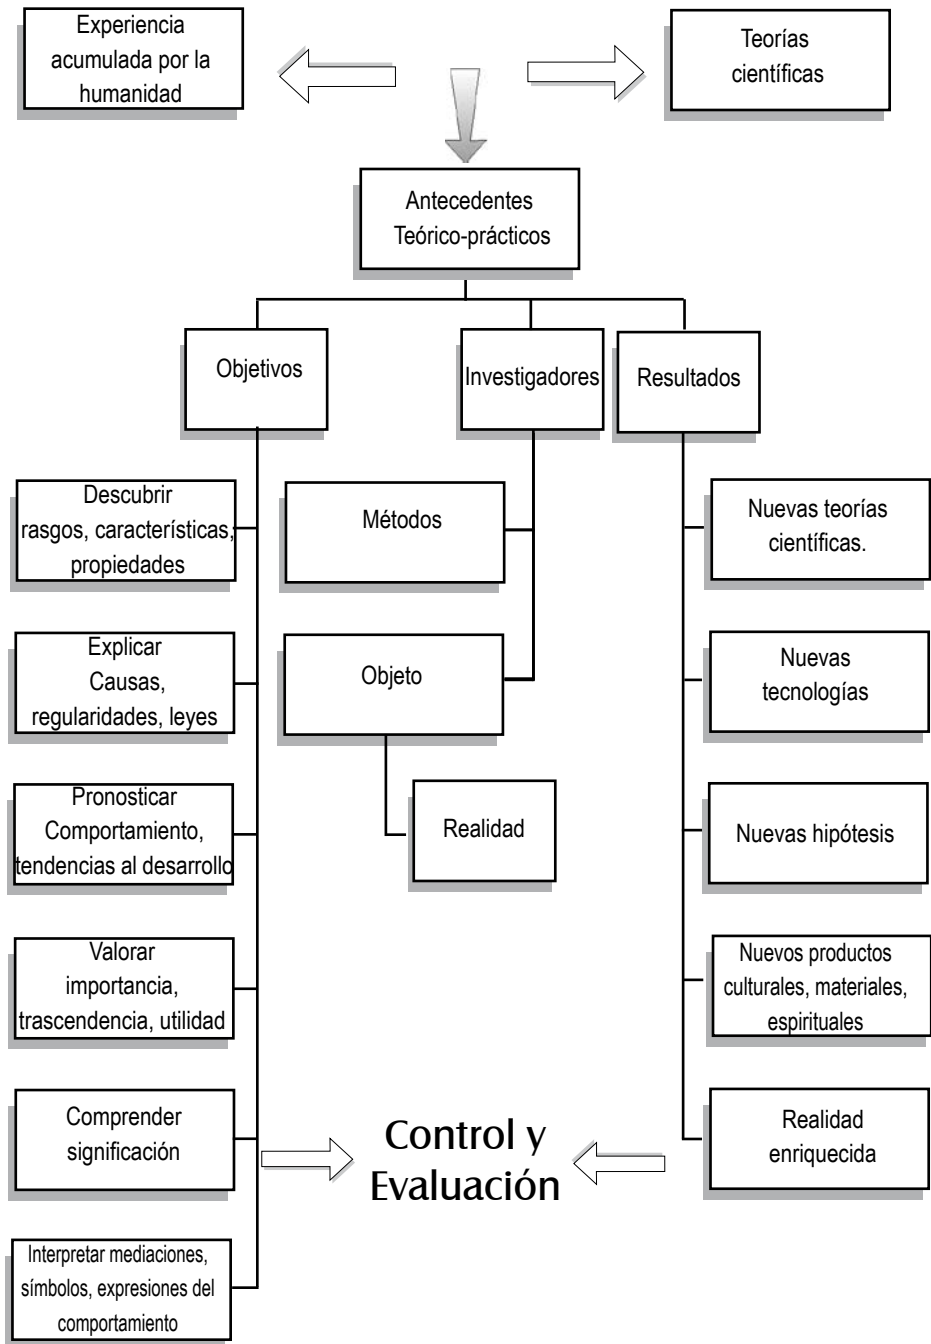 Experiencia
acumulada por la
humanidad
Teorías
científicas
Antecedentes
Teórico-prácticos
Objetivos
Investigadores
Resultados
Descubrir
rasgos, características,
propiedades
Explicar
Causas,
regularidades, leyes
Pronosticar
Comportamiento,
tendencias al desarrollo
Valorar
importancia,
trascendencia, utilidad
Comprender
significación
Interpretar mediaciones,
símbolos, expresiones del
comportamiento
Métodos
Objeto
Realidad
Nuevas teorías
científicas.
Nuevas
tecnologías
Nuevas hipótesis
Nuevos productos
culturales, materiales,
espirituales
Realidad
enriquecida
Control y
Evaluación